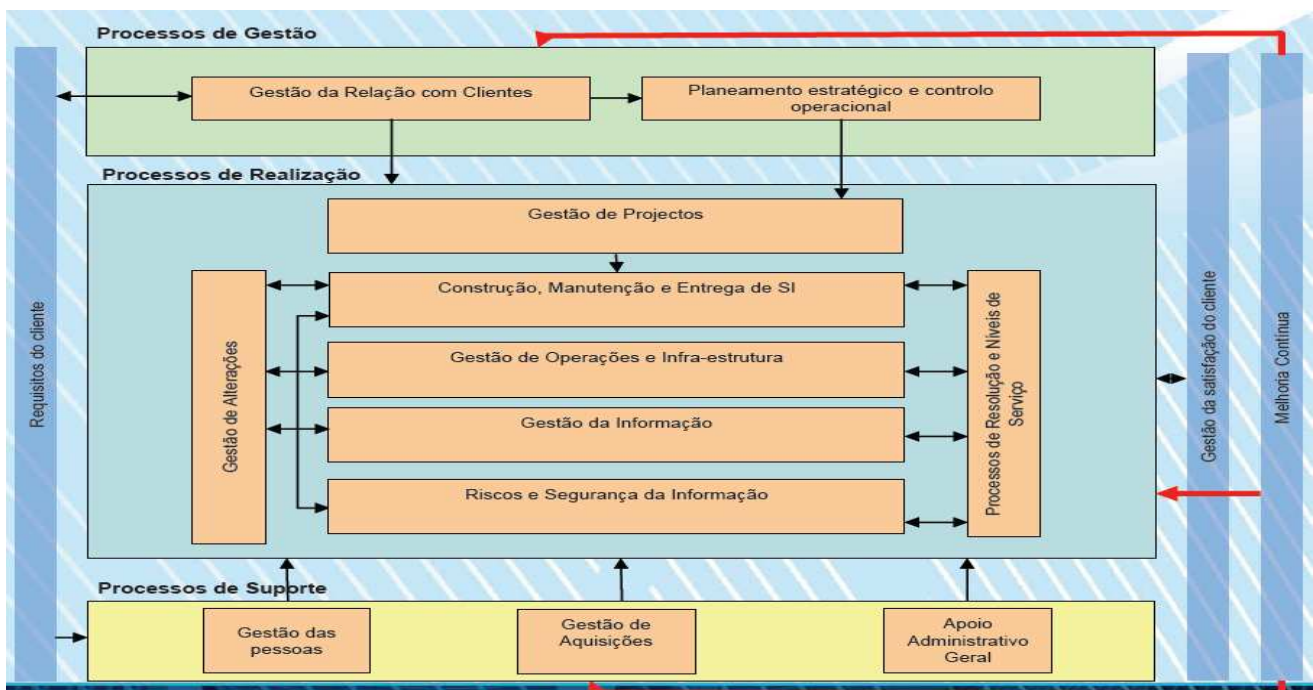 Processos de Gestão
Gestão da Relação com Clientes
Planeamento estratégico e controlo
operacional
Processos de Realização
Gestão de Projectos
Construção, Manutenção e Entrega de SI
Gestão de Operações e Infra-estrutura
Gestão da Informação
Riscos e Segurança da Informação
Requisitos do cliente
Gestão de Alterações
Processos de Resolução e Níveis de
Serviço
Gestão da satisfação do cliente
Melhoria Contínua
Processos de Suporte
Gestão das
pessoas
Gestão de
Aquisições
Apoio
Administrativo
Geral